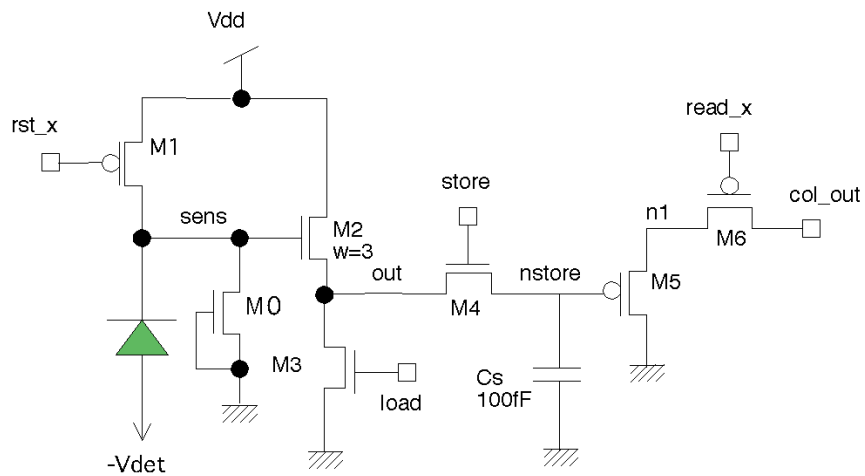 Vdd
rst_x
M1
read_x
store
col_out
sens
n1
M2
w=3
M6
out
nstore
M0
M4
M5
M3
load
Cs
100fF
-Vdet